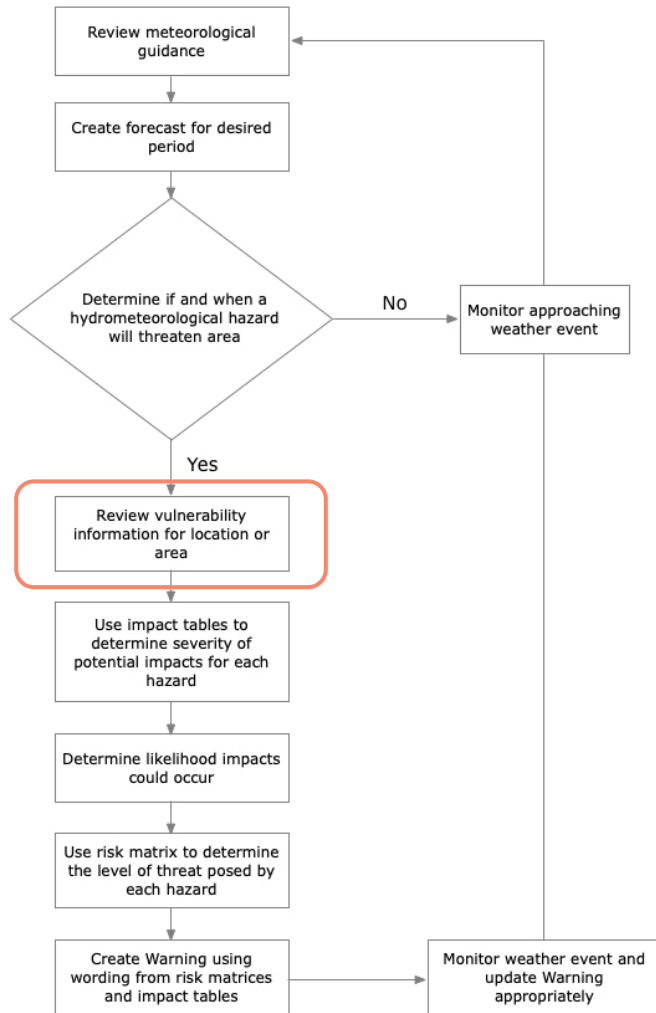 Review meteorological
guidance
Create forecast for desired
period
Determine if and when a
hydrometeorological hazard
will threaten area
No
Monitor approaching
weather event
Yes
Review vulnerability
information for location or
area
Use impact tables to
determine severity of
potential impacts for each
hazard
Determine likelihood impacts
could occur
Use risk matrix to determine
the level of threat posed by
each hazard
Create Warning using
wording from risk matrices
and impact tables
Monitor weather event and
update Warning
appropriately